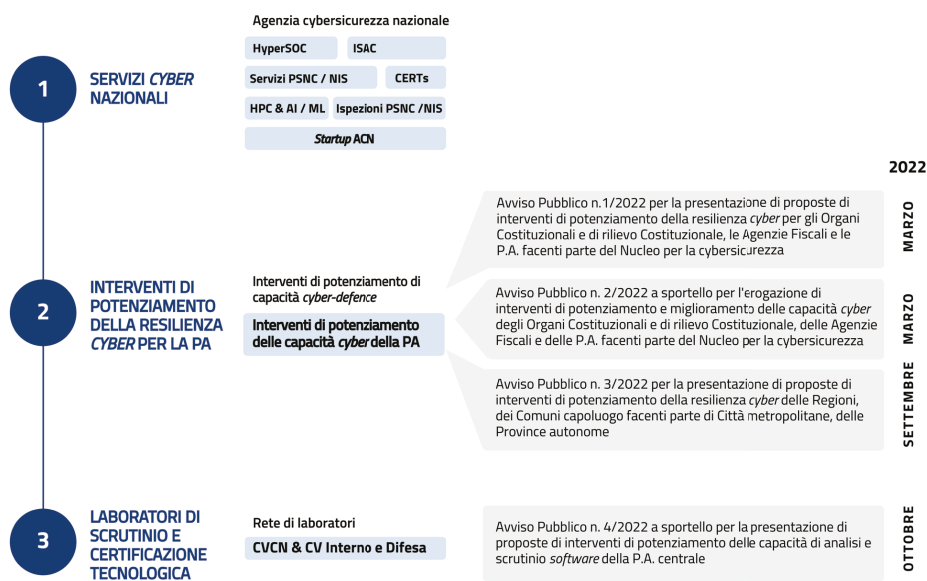 Agenzia cybersicurezza nazionale
HyperSOC
ISAC
Servizi PSNC / NIS
CERTs
HPC & AI / ML
Ispezioni PSNC /NIS
Startup ACN
1
SERVIZI CYBER
NAZIONALI
2022
2
INTERVENTI DI
POTENZIAMENTO
DELLA RESILIENZA
CYBER PER LA PA
Interventi di potenziamento di
capacità cyber-defence
Interventi di potenziamento
delle capacità cyber della PA
Avviso Pubblico n.1/2022 per la presentazione di proposte di
interventi di potenziamento della resilienza cyber per gli Organi
Costituzionali e di rilievo Costituzionale, le Agenzie Fiscali e le
P.A. facenti parte del Nucleo per la cybersicurezza
MARZO
Avviso Pubblico n. 2/2022 a sportello per l'erogazione di
interventi di potenziamento e miglioramento delle capacità cyber
degli Organi Costituzionali e di rilievo Costituzionale, delle Agenzie
Fiscali e delle P.A. facenti parte del Nucleo per la cybersicurezza
MARZO
Avviso Pubblico n. 3/2022 per la presentazione di proposte di
interventi di potenziamento della resilienza cyber delle Regioni,
dei Comuni capoluogo facenti parte di Città metropolitane, delle
Province autonome
SETTEMBRE
3
LABORATORI DI
SCRUTINIO E
CERTIFICAZIONE
TECNOLOGICA
Rete di laboratori
CVCN & CV Interno e Difesa
Avviso Pubblico n. 4/2022 a sportello per la presentazione di
proposte di interventi di potenziamento delle capacità di analisi e
scrutinio software della P.A. centrale
OTTOBRE